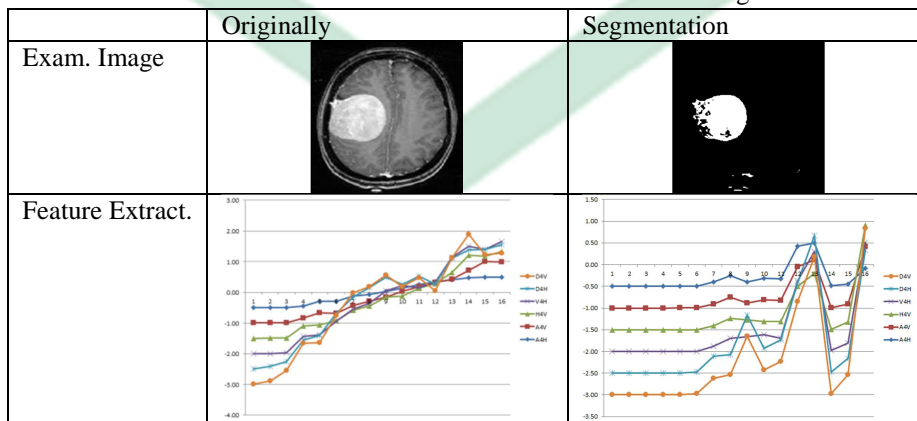 Originally
Segmentation
Exam. Image
Feature Extract.
3.00
2.00
1.00
0.00
-1.00
-2.00
-3.00
-4.00
1 2 3 4 5 6 7 8 9 10 11 12 13 14 15 16
D4V
D4H
V4H
H4V
A4V
A4H
1.50
1.00
0.50
0.00
-0.50
-1.00
-1.50
-2.00
-2.50
-3.00
-3.50
1 2 3 4 5 6 7 8 9 10 11 12 13 14 15 16
D4V
D4H
V4H
H4V
A4V
A4H